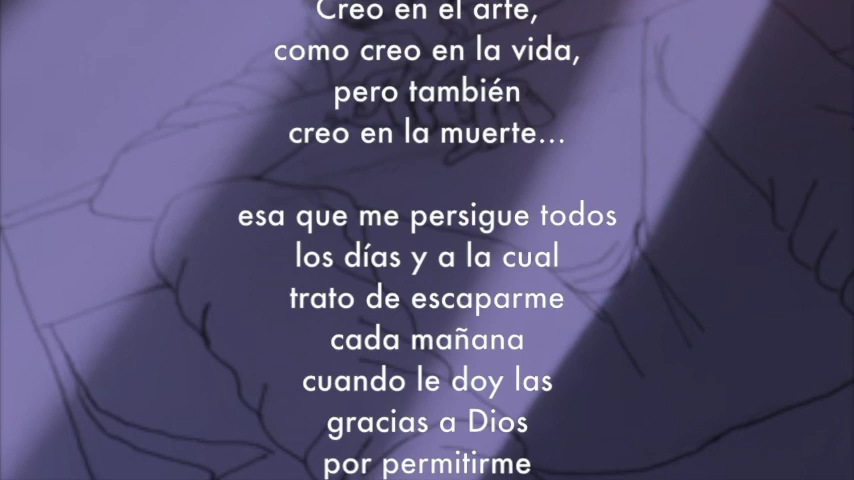 Creo en el arte,
como creo en la vida,
pero también
creo en la muerte...
esa que me persigue todos
los días y a la cual
trato de escaparme
cada mañana
cuando le doy las
gracias a Dios
por permitirme